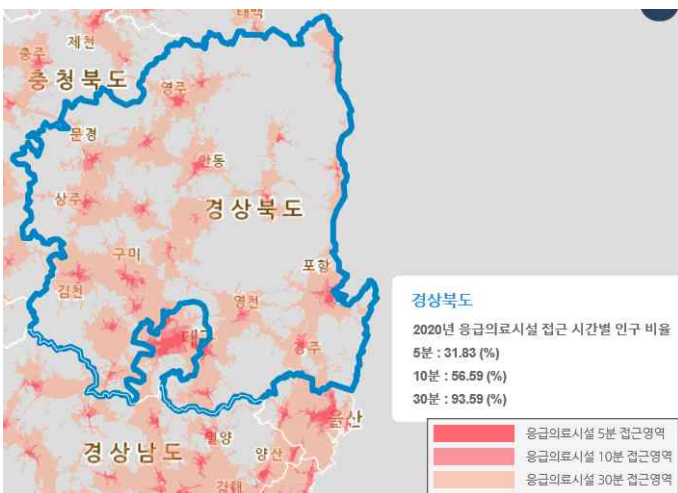 태백
제천
충주
충청북도
영주
문경
안동
상주
경상북도
구미
포항
김천
영천
대구
경주
울산
경상남도
밀양
양산
김해
경상북도
2020년 응급의료시설 접근 시간별 인구 비율
5분 : 31.83 (%)
10분 : 56.59 (%)
30분 : 93.59 (%)
응급의료시설 5분 접근영역
응급의료시설 10분 접근영역
응급의료시설 30분 접근영역